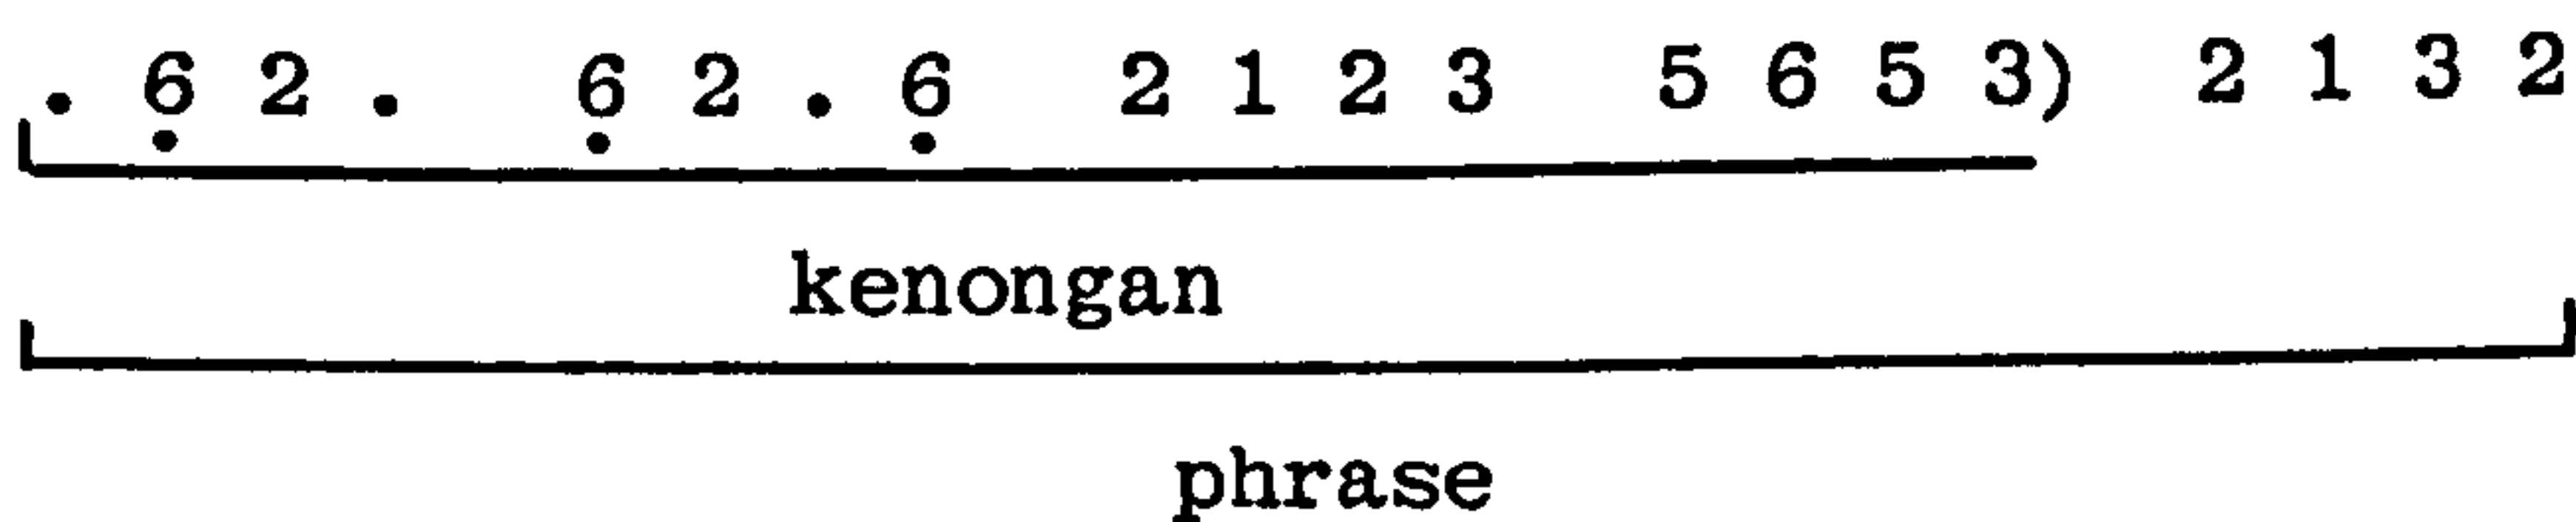 . 6̣ 2 . 6̣ 2 . 6̣ 2 1 2 3 5 6 5 3) 2 1 3 2
kenongan
phrase